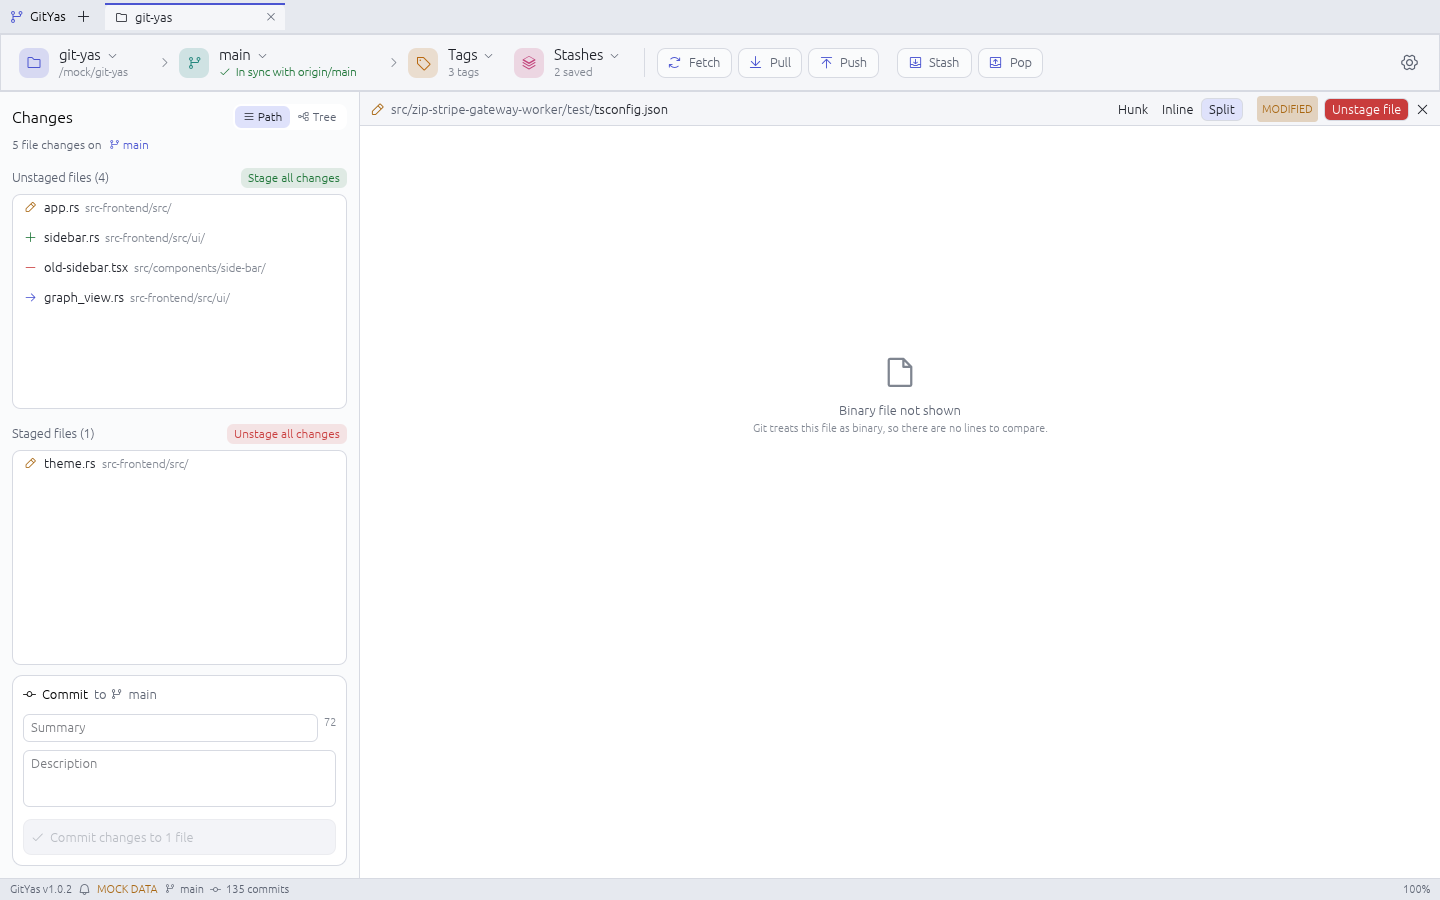 GitYas
git-yas
git-yas
/mock/git-yas
main
In sync with origin/main
Tags
3 tags
Stashes
2 saved
Fetch
Pull
Push
Stash
Pop
Changes
Path
Tree
5 file changes on main
Unstaged files (4)
Stage all changes
app.rs src-frontend/src/
sidebar.rs src-frontend/src/ui/
old-sidebar.tsx src/components/side-bar/
graph_view.rs src-frontend/src/ui/
Staged files (1)
Unstage all changes
theme.rs src-frontend/src/
Commit to main
Summary
72
Description
Commit changes to 1 file
src/zip-stripe-gateway-worker/test/tsconfig.json
Hunk
Inline
Split
MODIFIED
Unstage file
Binary file not shown
Git treats this file as binary, so there are no lines to compare.
GitYas v1.0.2
MOCK DATA
main
135 commits
100%